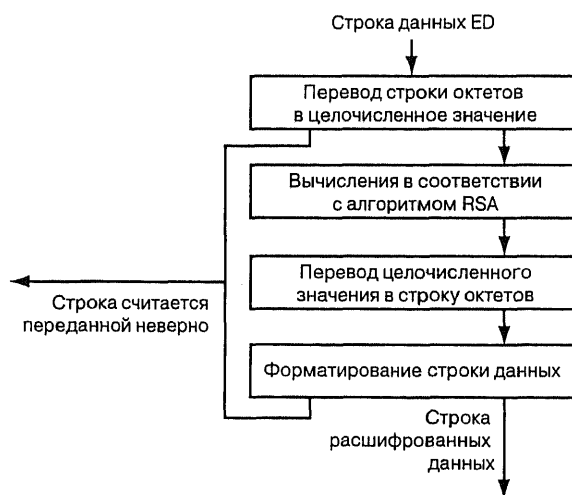 Строка данных ED
Перевод строки октетов
в целочисленное значение
Вычисления в соответствии
с алгоритмом RSA
Перевод целочисленного
значения в строку октетов
Строка считается
переданной неверно
Форматирование строки данных
Строка
расшифрованных
данных